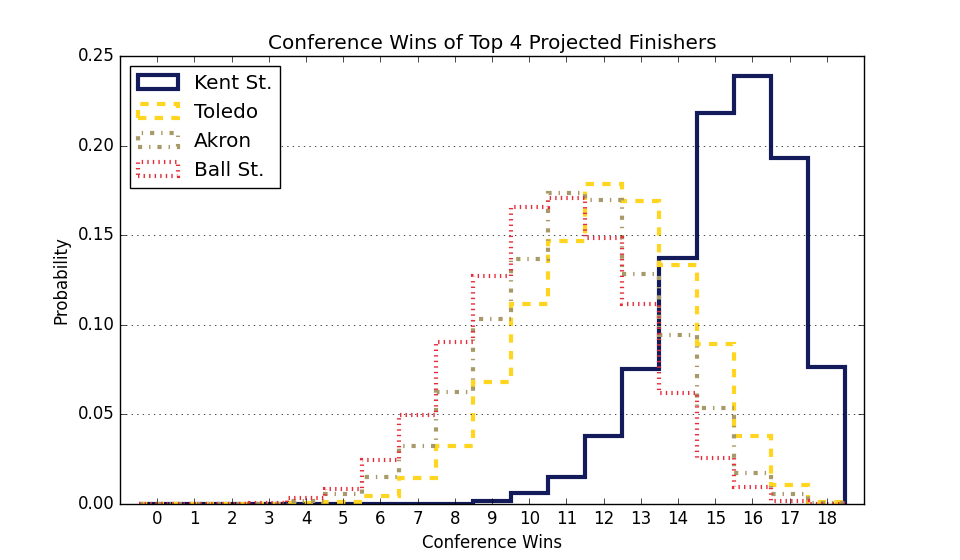 Conference Wins of Top 4 Projected Finishers
0.25
0.20
0.15
0.10
0.05
0.00
Probability
Kent St.
Toledo
Akron
Ball St.
0 1 2 3 4 5 6 7 8 9 10 11 12 13 14 15 16 17 18
Conference Wins